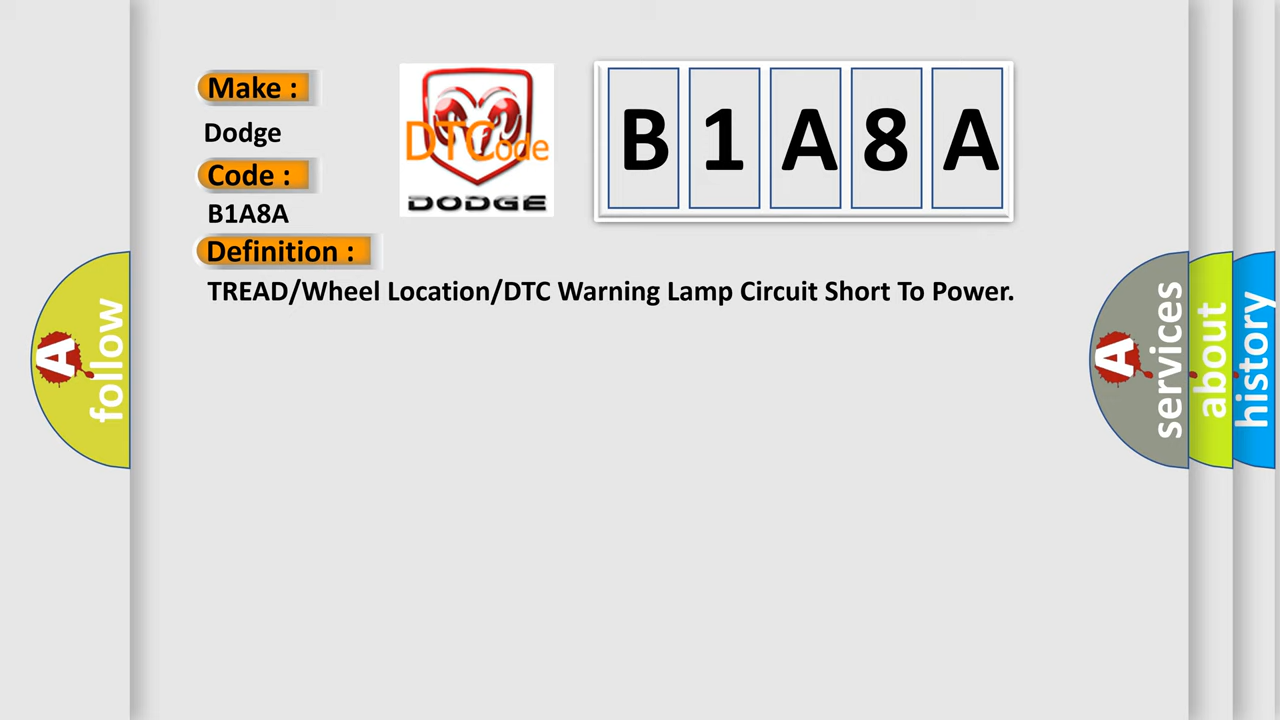 Make :
Dodge
Code :
B1A8A
Definition :
TREAD/Wheel Location/DTC Warning Lamp Circuit Short To Power.
DTCode
DODGE
B 1 A 8 A
A
follow
A
services
about
history